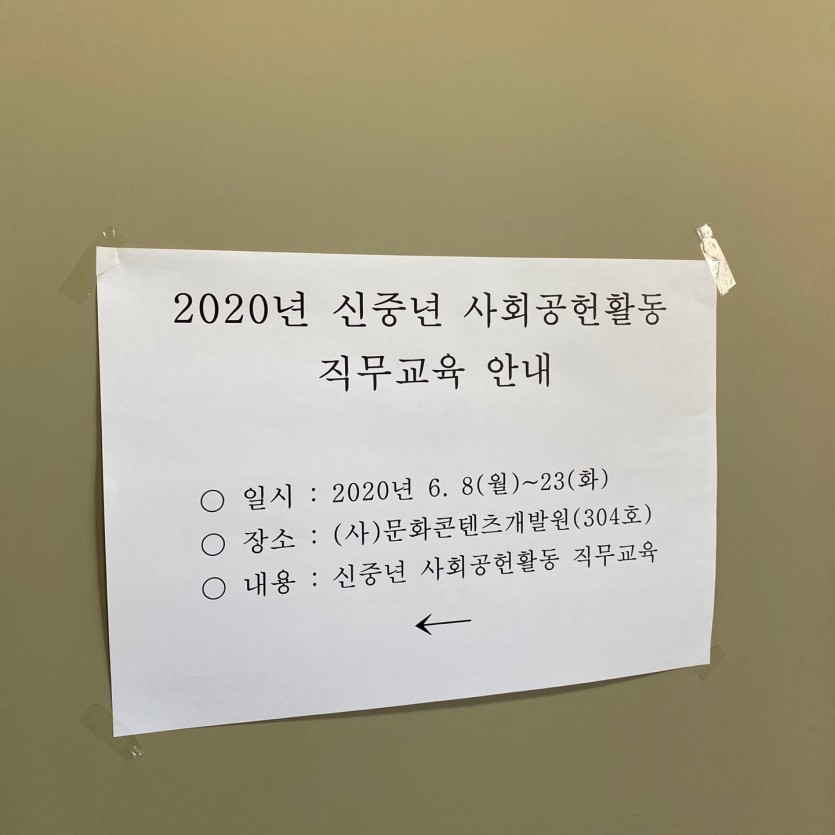 2020년 신중년 사회공헌활동
직무교육 안내
○ 일시 : 2020년 6. 8(월)~23(화)
○ 장소 : (사)문화콘텐츠개발원(304호)
○ 내용 : 신중년 사회공헌활동 직무교육
←